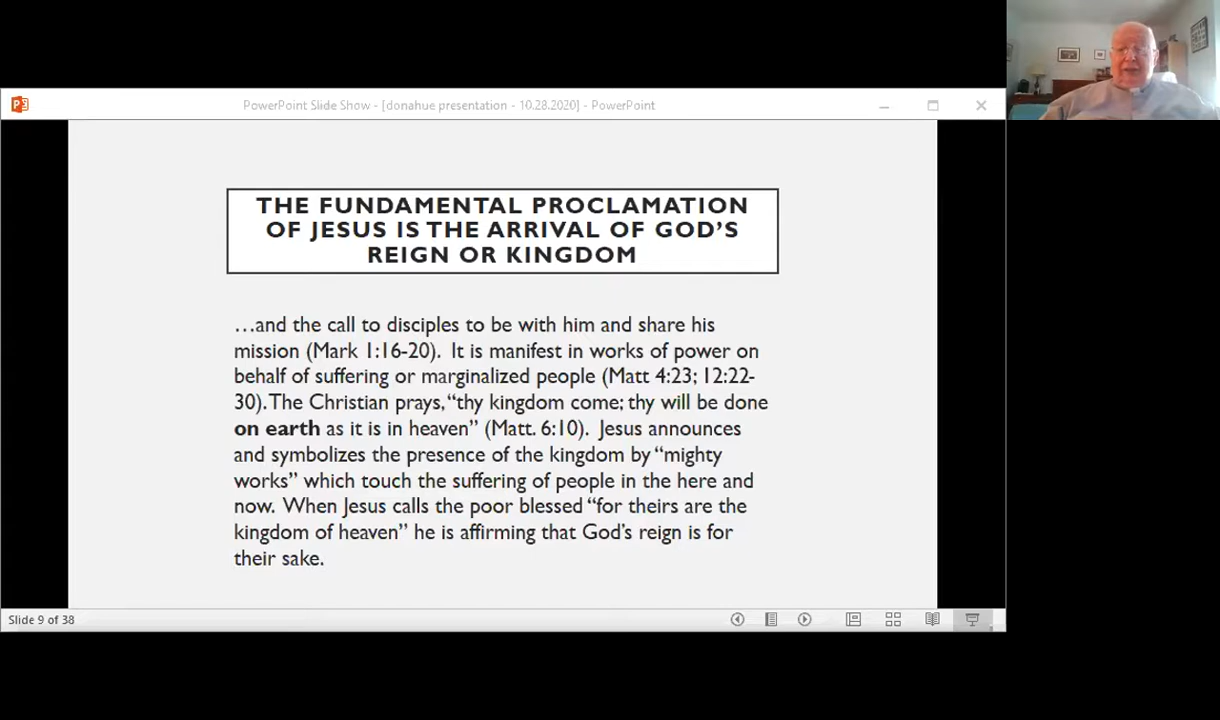 PowerPoint Slide Show - [donahue presentation - 10.28.2020] - PowerPoint
THE FUNDAMENTAL PROCLAMATION
OF JESUS IS THE ARRIVAL OF GOD'S
REIGN OR KINGDOM
…and the call to disciples to be with him and share his
mission (Mark 1:16-20).  It is manifest in works of power on
behalf of suffering or marginalized people (Matt 4:23; 12:22-
30). The Christian prays, “thy kingdom come; thy will be done
on earth as it is in heaven” (Matt. 6:10).  Jesus announces
and symbolizes the presence of the kingdom by “mighty
works” which touch the suffering of people in the here and
now.  When Jesus calls the poor blessed “for theirs are the
kingdom of heaven” he is affirming that God’s reign is for
their sake.
Slide 9 of 38